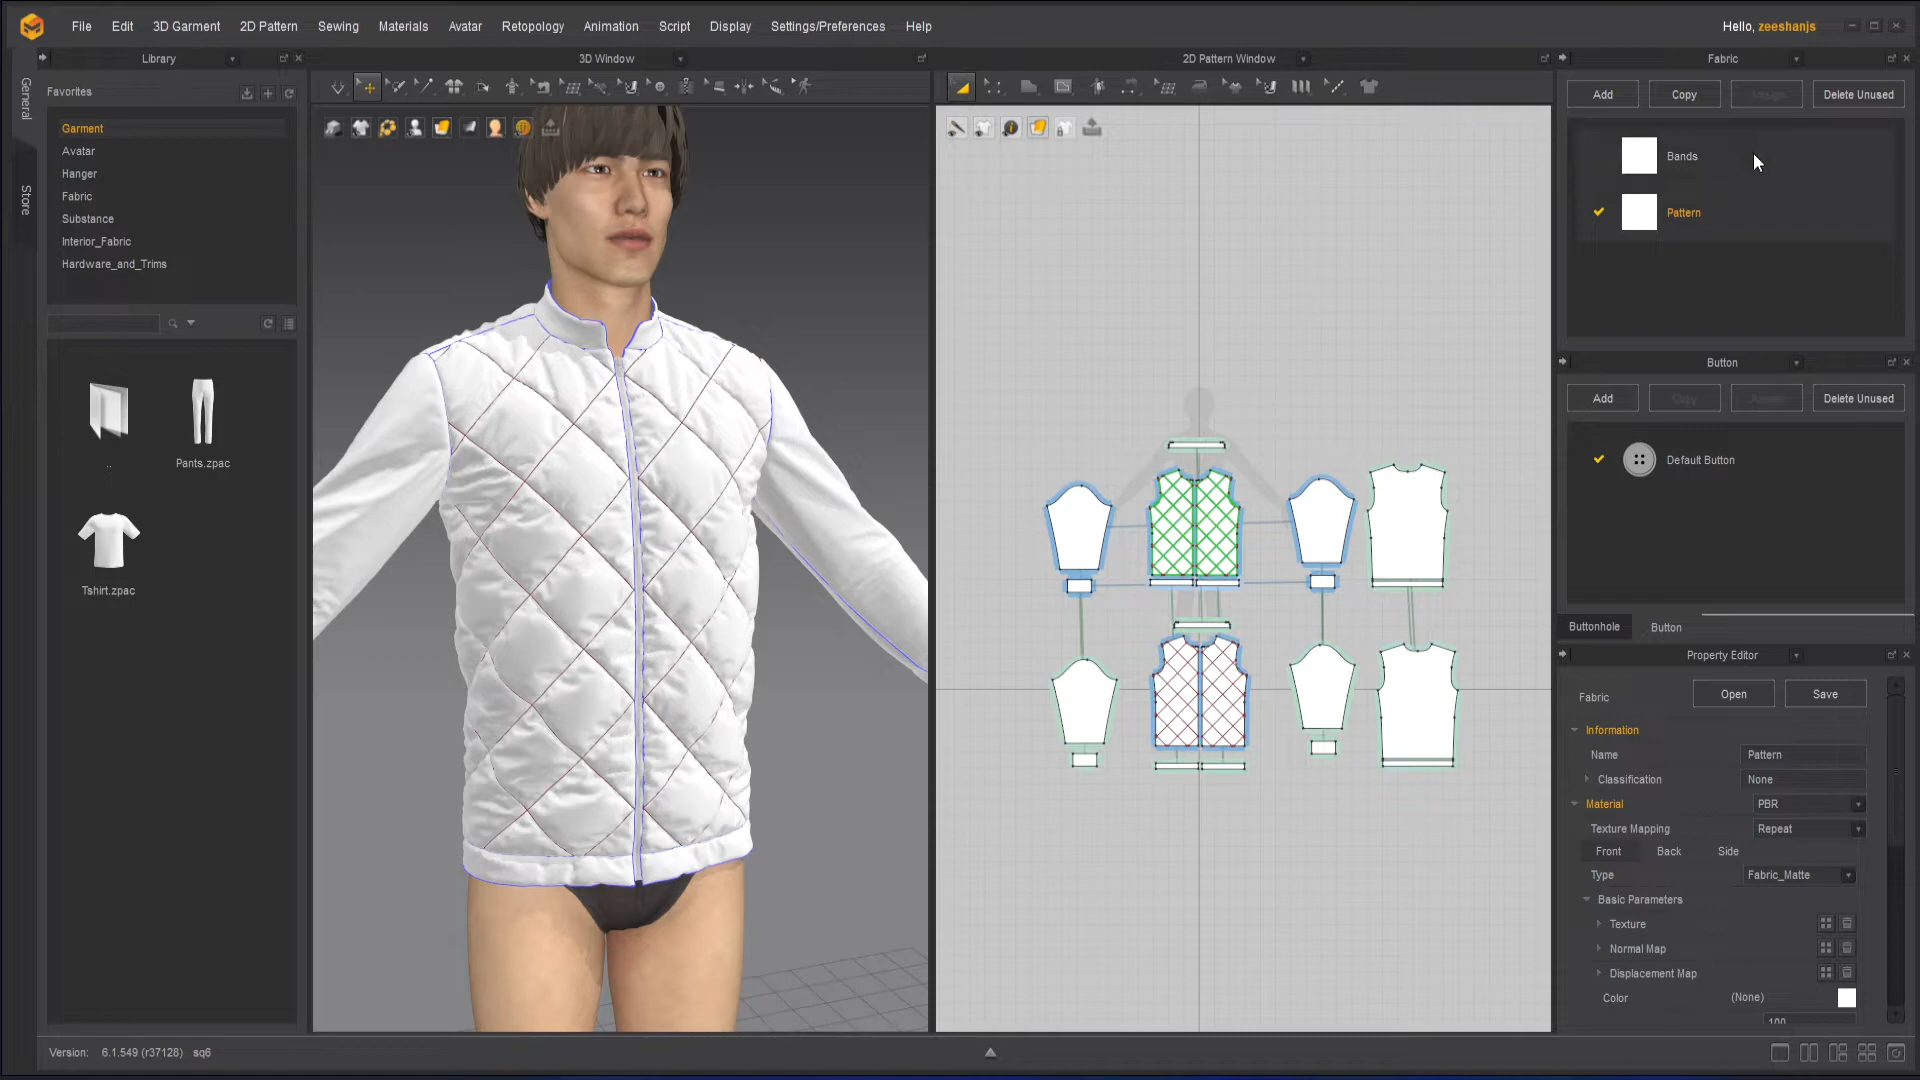 File Edit 3D Garment 2D Pattern Sewing Materials Avatar Retopology Animation Script Display Settings/Preferences Help
Hello, zeeshanjs
Library
3D Window
2D Pattern Window
Fabric
General
Store
Favorites
Garment
Avatar
Hanger
Fabric
Substance
Interior_Fabric
Hardware_and_Trims
..
Pants.zpac
Tshirt.zpac
Add Copy Assign Delete Unused
Bands
Pattern
Button
Add Copy Assign Delete Unused
Default Button
Buttonhole Button
Property Editor
Fabric Open Save
Information
Name Pattern
Classification None
Material PBR
Texture Mapping Repeat
Front Back Side
Type Fabric_Matte
Basic Parameters
Texture
Normal Map
Displacement Map
Color (None)
100
Version: 6.1.549 (r37128) sq6